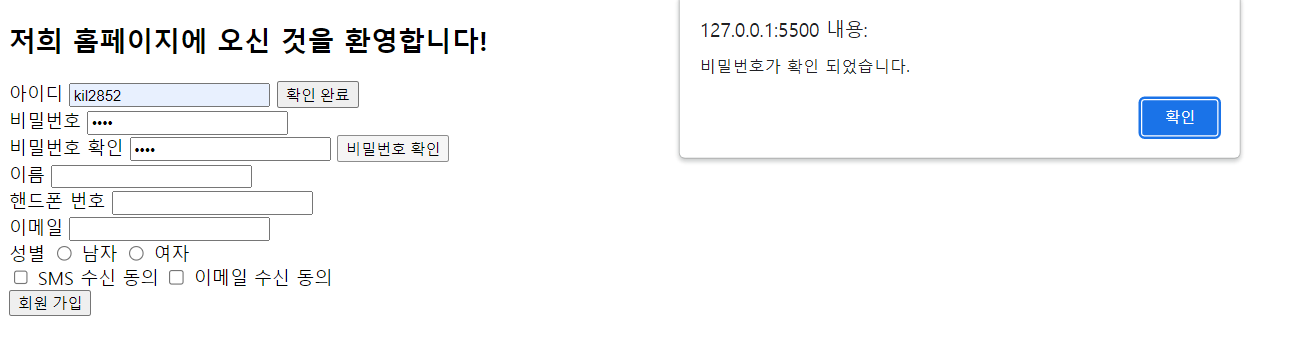 저희 홈페이지에 오신 것을 환영합니다!
아이디 kil2852 확인 완료
비밀번호 ••••
비밀번호 확인 •••• 비밀번호 확인
이름
핸드폰 번호
이메일
성별 남자 여자
SMS 수신 동의 이메일 수신 동의
회원 가입
127.0.0.1:5500 내용:
비밀번호가 확인 되었습니다.
확인